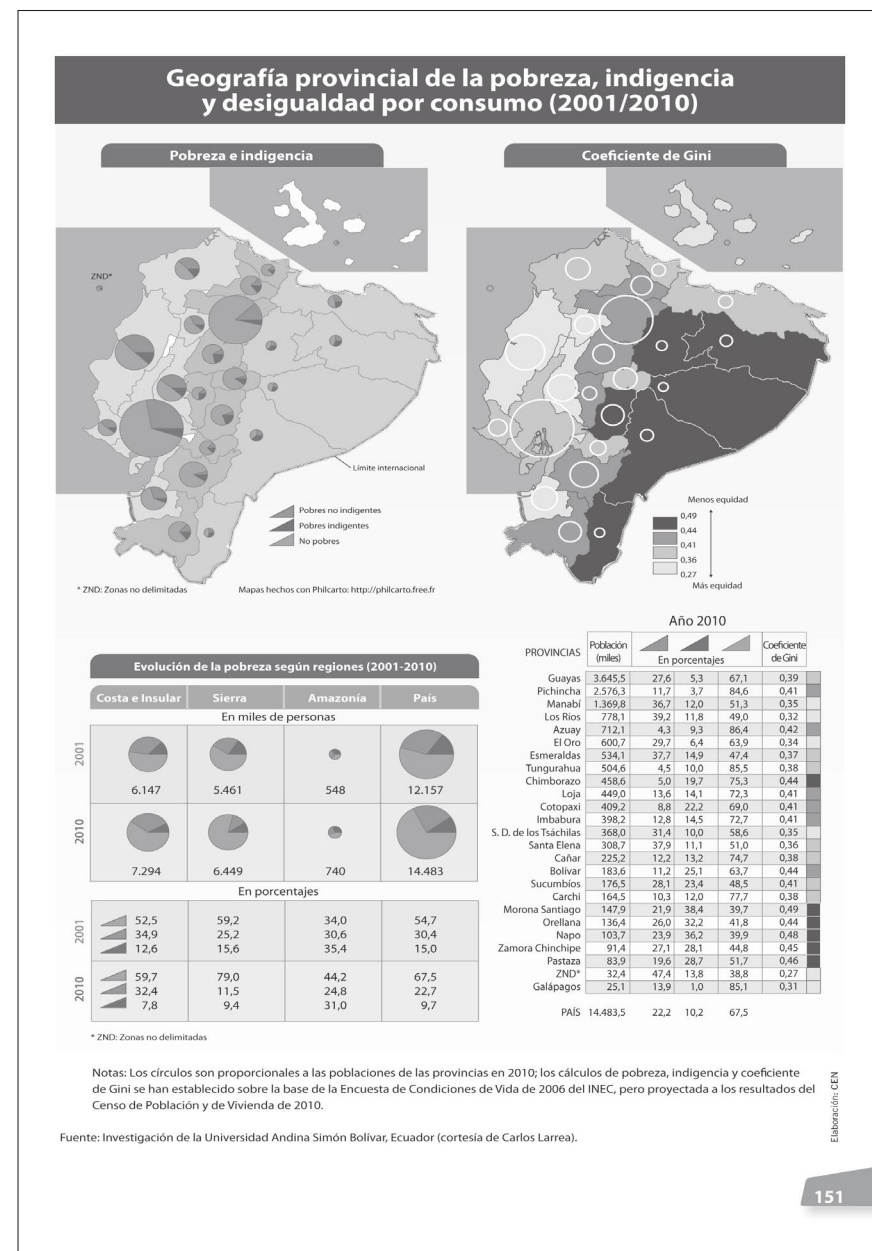 Geografía provincial de la pobreza, indigencia
y desigualdad por consumo (2001/2010)
Pobreza e indigencia
ZND*
Límite internacional
Pobres no indigentes
Pobres indigentes
No pobres
* ZND: Zonas no delimitadas
Mapas hechos con Philcarto: http://philcarto.free.fr
Coeficiente de Gini
Menos equidad
0,49
0,44
0,41
0,36
0,27
Más equidad
Evolución de la pobreza según regiones (2001-2010)
Costa e Insular Sierra Amazonía País
En miles de personas
2001
6.147 5.461 548 12.157
2010
7.294 6.449 740 14.483
En porcentajes
2001
52,5 59,2 34,0 54,7
34,9 25,2 30,6 30,4
12,6 15,6 35,4 15,0
2010
59,7 79,0 44,2 67,5
32,4 11,5 24,8 22,7
7,8 9,4 31,0 9,7
* ZND: Zonas no delimitadas
Año 2010
PROVINCIAS Población (miles) En porcentajes Coeficiente de Gini
Guayas 3.645,5 27,6 5,3 67,1 0,39
Pichincha 2.576,3 11,7 3,7 84,6 0,41
Manabí 1.369,8 36,7 12,0 51,3 0,35
Los Ríos 778,1 39,2 11,8 49,0 0,32
Azuay 712,1 4,3 9,3 86,4 0,42
El Oro 600,7 29,7 6,4 63,9 0,34
Esmeraldas 534,1 37,7 14,9 47,4 0,37
Tungurahua 504,6 4,5 10,0 85,5 0,38
Chimborazo 458,6 5,0 19,7 75,3 0,44
Loja 449,0 13,6 14,1 72,3 0,41
Cotopaxi 409,2 8,8 22,2 69,0 0,41
Imbabura 398,2 12,8 14,5 72,7 0,41
S. D. de los Tsáchilas 368,0 31,4 10,0 58,6 0,35
Santa Elena 308,7 37,9 11,1 51,0 0,36
Cañar 225,2 12,2 13,2 74,7 0,38
Bolívar 183,6 11,2 25,1 63,7 0,44
Sucumbíos 176,5 28,1 23,4 48,5 0,41
Carchi 164,5 10,3 12,0 77,7 0,38
Morona Santiago 147,9 21,9 38,4 39,7 0,49
Orellana 136,4 26,0 32,2 41,8 0,44
Napo 103,7 23,9 36,2 39,9 0,48
Zamora Chinchipe 91,4 27,1 28,1 44,8 0,45
Pastaza 83,9 19,6 28,7 51,7 0,46
ZND* 32,4 47,4 13,8 38,8 0,27
Galápagos 25,1 13,9 1,0 85,1 0,31
PAÍS 14.483,5 22,2 10,2 67,5
Notas: Los círculos son proporcionales a las poblaciones de las provincias en 2010; los cálculos de pobreza, indigencia y coeficiente
de Gini se han establecido sobre la base de la Encuesta de Condiciones de Vida de 2006 del INEC, pero proyectada a los resultados del
Censo de Población y de Vivienda de 2010.
Elaboración: CEN
Fuente: Investigación de la Universidad Andina Simón Bolívar, Ecuador (cortesía de Carlos Larrea).
151